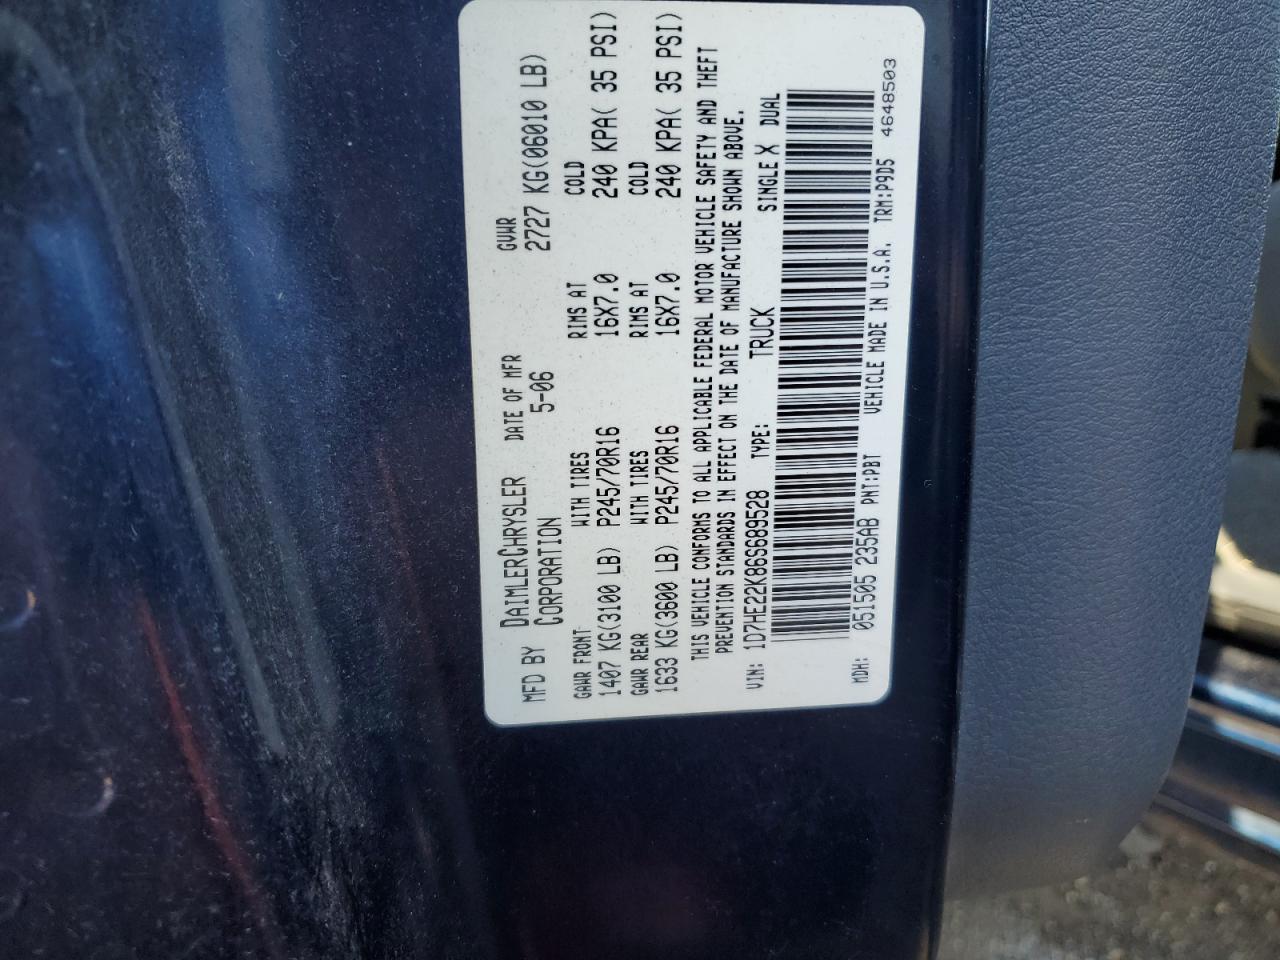 MFD BY DAIMLERCHRYSLER CORPORATION DATE OF MFR 5-06 GVWR 2727 KG(06010 LB)
GAWR FRONT WITH TIRES RIMS AT COLD
1407 KG(3100 LB) P245/70R16 16X7.0 240 KPA( 35 PSI)
GAWR REAR WITH TIRES RIMS AT COLD
1633 KG(3600 LB) P245/70R16 16X7.0 240 KPA( 35 PSI)
THIS VEHICLE CONFORMS TO ALL APPLICABLE FEDERAL MOTOR VEHICLE SAFETY AND THEFT
PREVENTION STANDARDS IN EFFECT ON THE DATE OF MANUFACTURE SHOWN ABOVE.
VIN: 1D7HE22K86S689528 TYPE: TRUCK SINGLE X DUAL
MDH: 051505 235AB PNT:PBT VEHICLE MADE IN U.S.A. TRM:P9D5 4648503